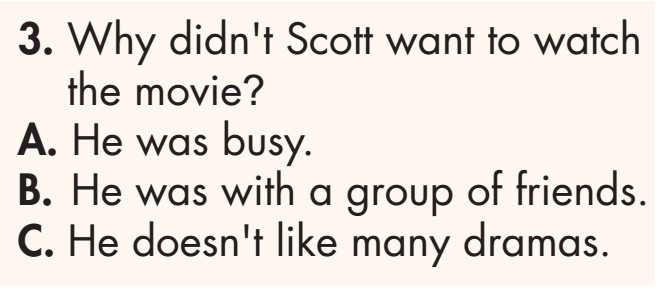 3. Why didn't Scott want to watch
the movie?
A. He was busy.
B. He was with a group of friends.
C. He doesn't like many dramas.